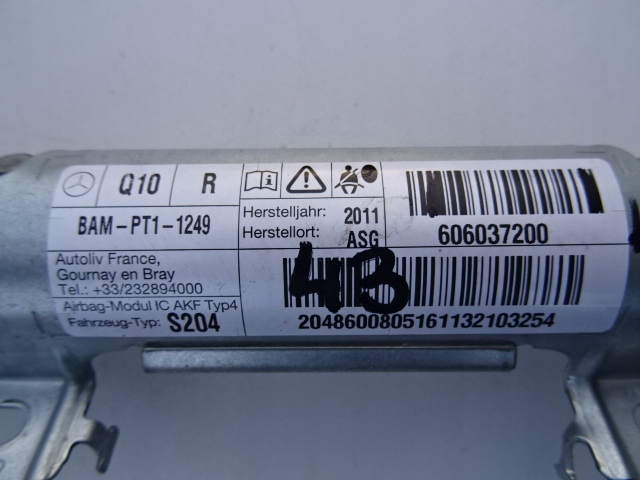 Q10 R
BAM-PT1-1249
Autoliv France,
Gournay en Bray
Tel.: +33/232894000
Airbag-Modul IC AKF Typ4
Fahrzeug-Typ: S204
Herstelljahr: 2011
Herstellort: ASG
606037200
43
2048600805161132103254